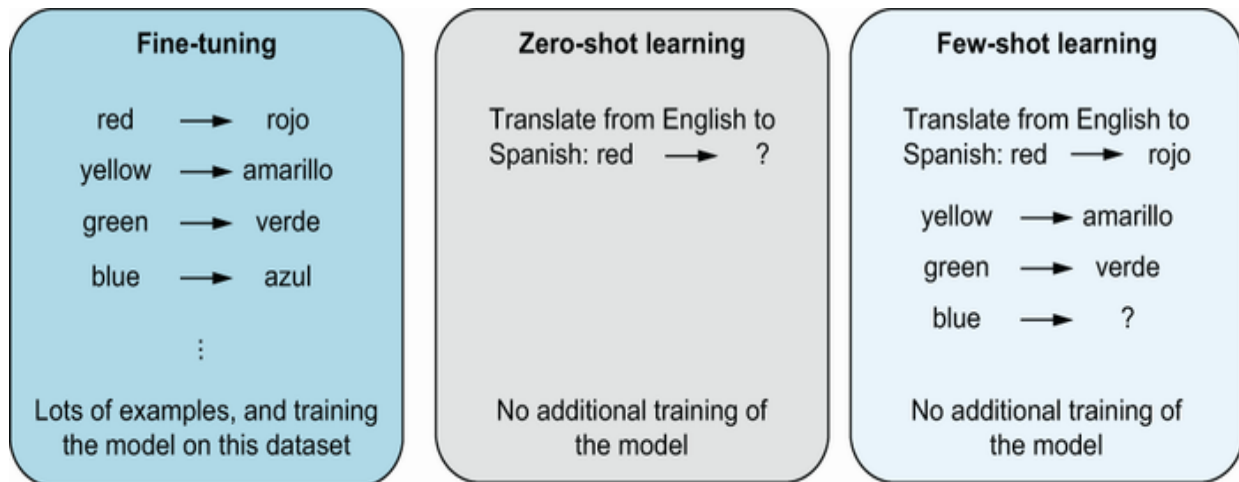 Fine-tuning
red → rojo
yellow → amarillo
green → verde
blue → azul
⋮
Lots of examples, and training
the model on this dataset
Zero-shot learning
Translate from English to
Spanish: red → ?
No additional training of
the model
Few-shot learning
Translate from English to
Spanish: red → rojo
yellow → amarillo
green → verde
blue → ?
No additional training of
the model